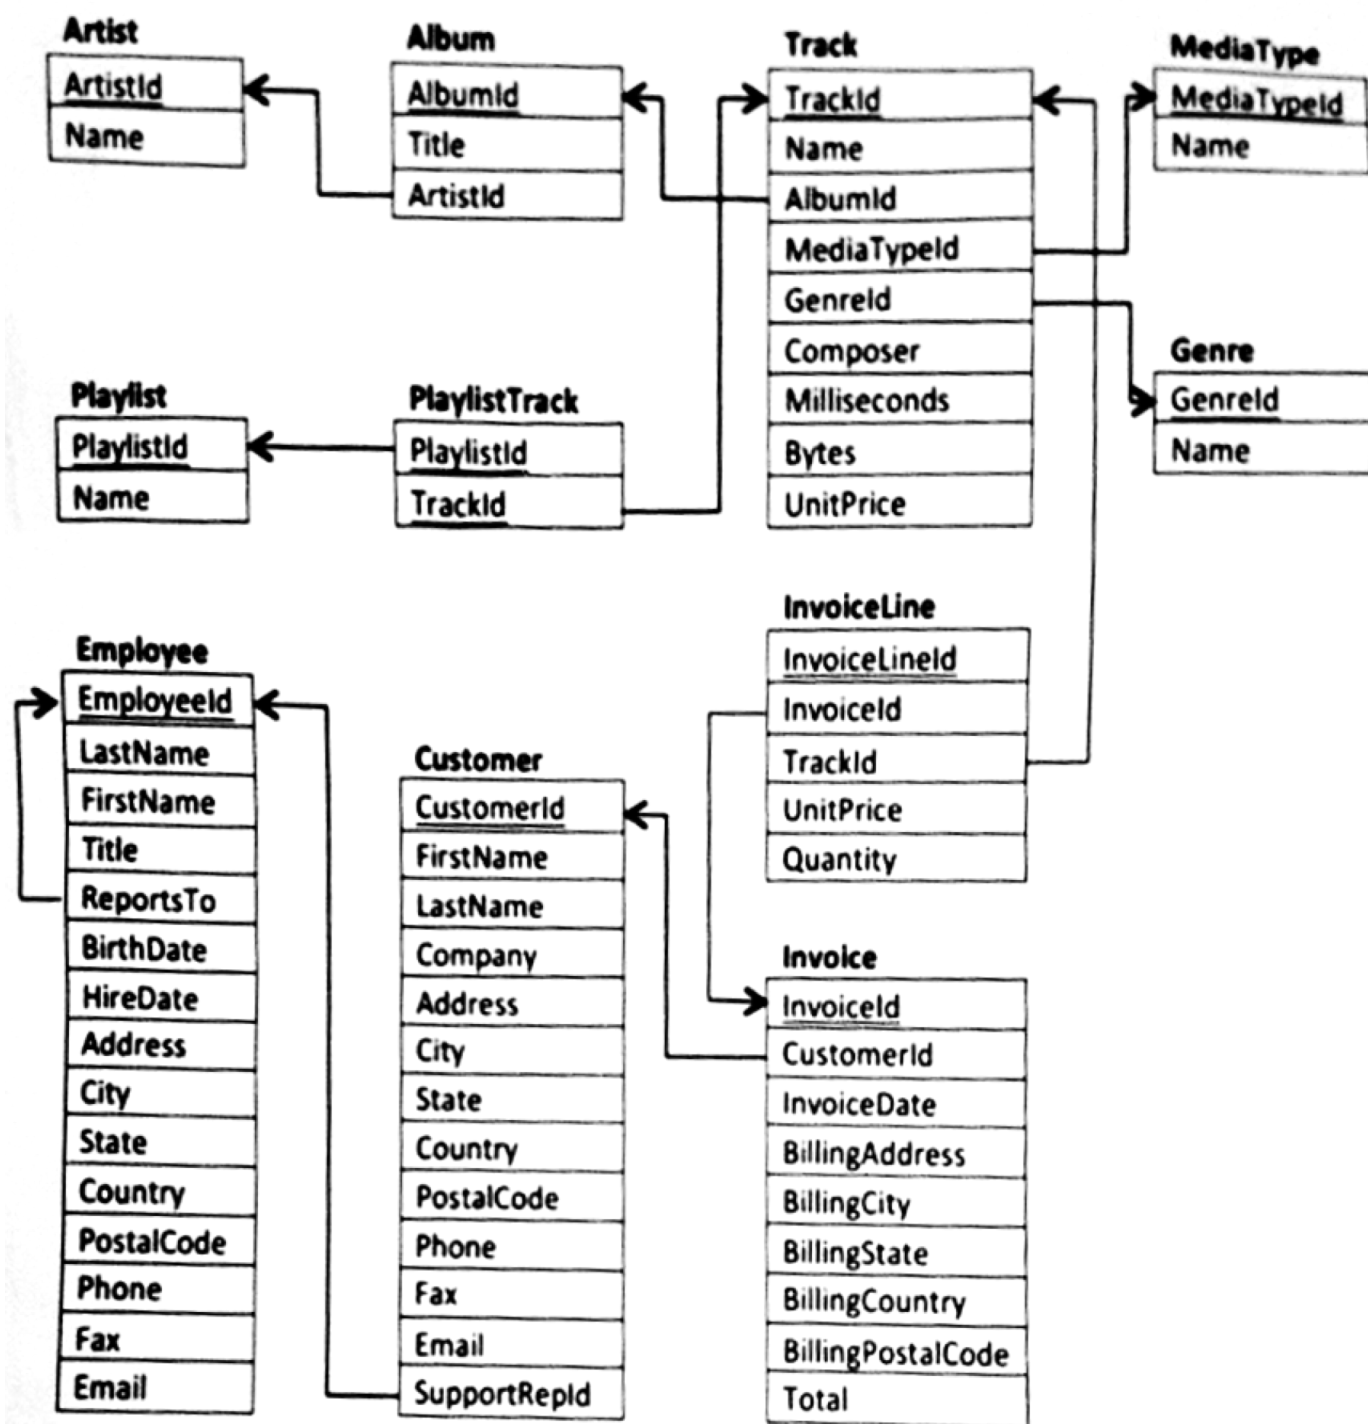 Artist
ArtistId
Name
Album
AlbumId
Title
ArtistId
Track
TrackId
Name
AlbumId
MediaTypeId
GenreId
Composer
Milliseconds
Bytes
UnitPrice
MediaType
MediaTypeId
Name
Genre
GenreId
Name
Playlist
PlaylistId
Name
PlaylistTrack
PlaylistId
TrackId
Employee
EmployeeId
LastName
FirstName
Title
ReportsTo
BirthDate
HireDate
Address
City
State
Country
PostalCode
Phone
Fax
Email
Customer
CustomerId
FirstName
LastName
Company
Address
City
State
Country
PostalCode
Phone
Fax
Email
SupportRepId
InvoiceLine
InvoiceLineId
InvoiceId
TrackId
UnitPrice
Quantity
Invoice
InvoiceId
CustomerId
InvoiceDate
BillingAddress
BillingCity
BillingState
BillingCountry
BillingPostalCode
Total